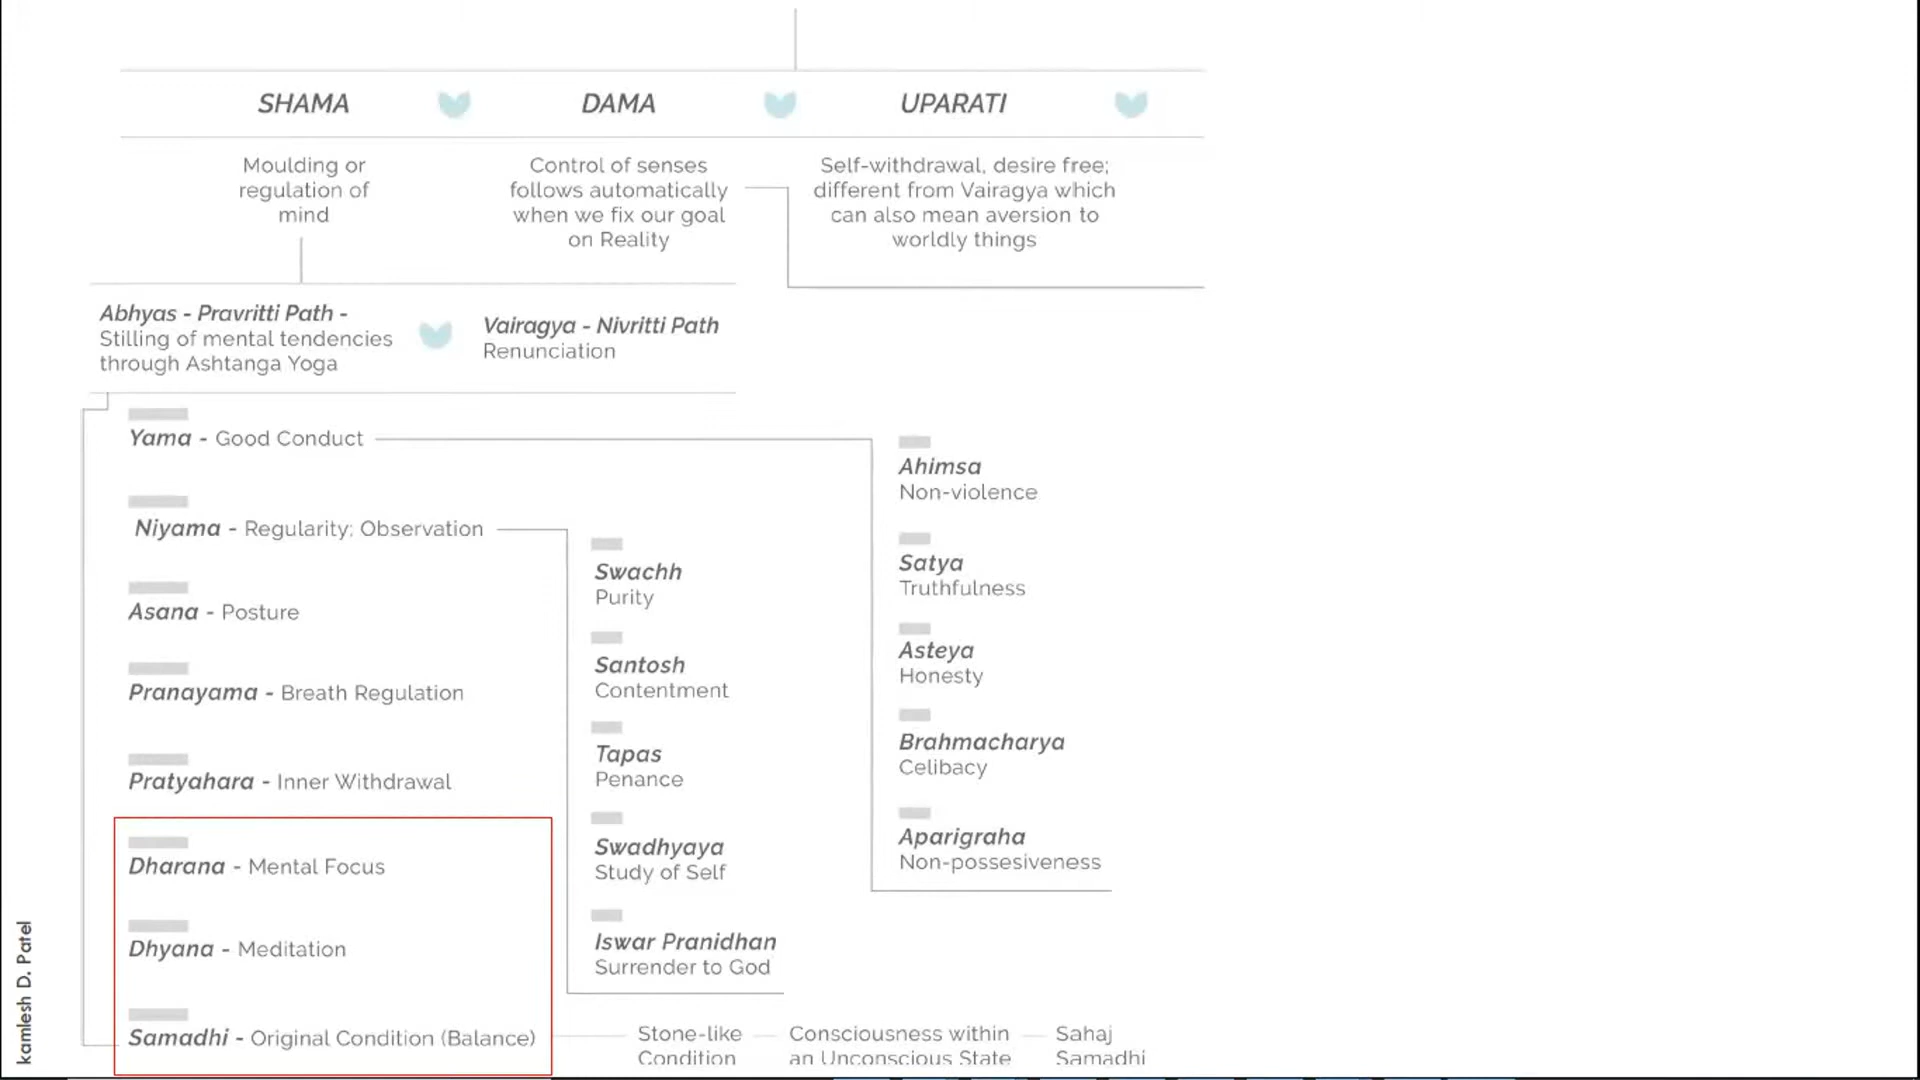 SHAMA
DAMA
UPARATI
Moulding or
regulation of
mind
Control of senses
follows automatically
when we fix our goal
on Reality
Self-withdrawal, desire free;
different from Vairagya which
can also mean aversion to
worldly things
Abhyas - Pravritti Path -
Stilling of mental tendencies
through Ashtanga Yoga
Vairagya - Nivritti Path
Renunciation
Yama - Good Conduct
Niyama - Regularity; Observation
Asana - Posture
Pranayama - Breath Regulation
Pratyahara - Inner Withdrawal
Dharana - Mental Focus
Dhyana - Meditation
Samadhi - Original Condition (Balance)
Swachh
Purity
Santosh
Contentment
Tapas
Penance
Swadhyaya
Study of Self
Iswar Pranidhan
Surrender to God
Ahimsa
Non-violence
Satya
Truthfulness
Asteya
Honesty
Brahmacharya
Celibacy
Aparigraha
Non-possesiveness
Stone-like
Condition
Consciousness within
an Unconscious State
Sahaj
Samadhi
kamlesh D. Patel